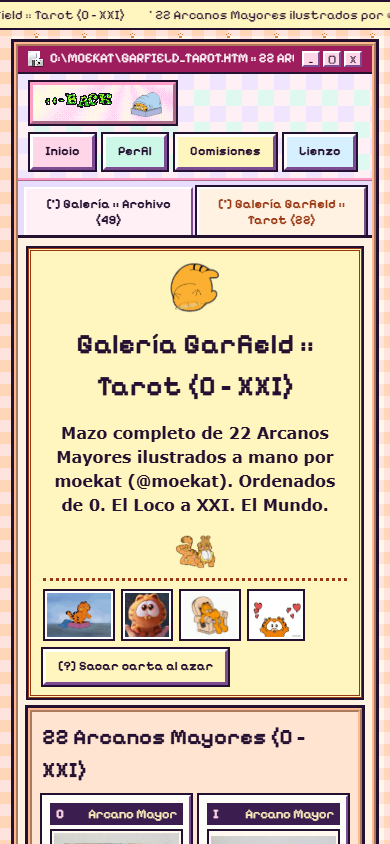 ield :: Tarot (0 - XXI) * 22 Arcanos Mayores ilustrados por
O:\MOEKAT\GARFIELD_TAROT.HTM :: 22 AR
- O X
BACK
Inicio
Perfil
Comisiones
Lienzo
(*) Galería :: Archivo
(49)
(*) Galería Garfield ::
Tarot (22)
Galería Garfield ::
Tarot (0 - XXI)
Mazo completo de 22 Arcanos
Mayores ilustrados a mano por
moekat (@moekat). Ordenados
de 0. El Loco a XXI. El Mundo.
(?) Sacar carta al azar
22 Arcanos Mayores (0 -
XXI)
0 Arcano Mayor
I Arcano Mayor